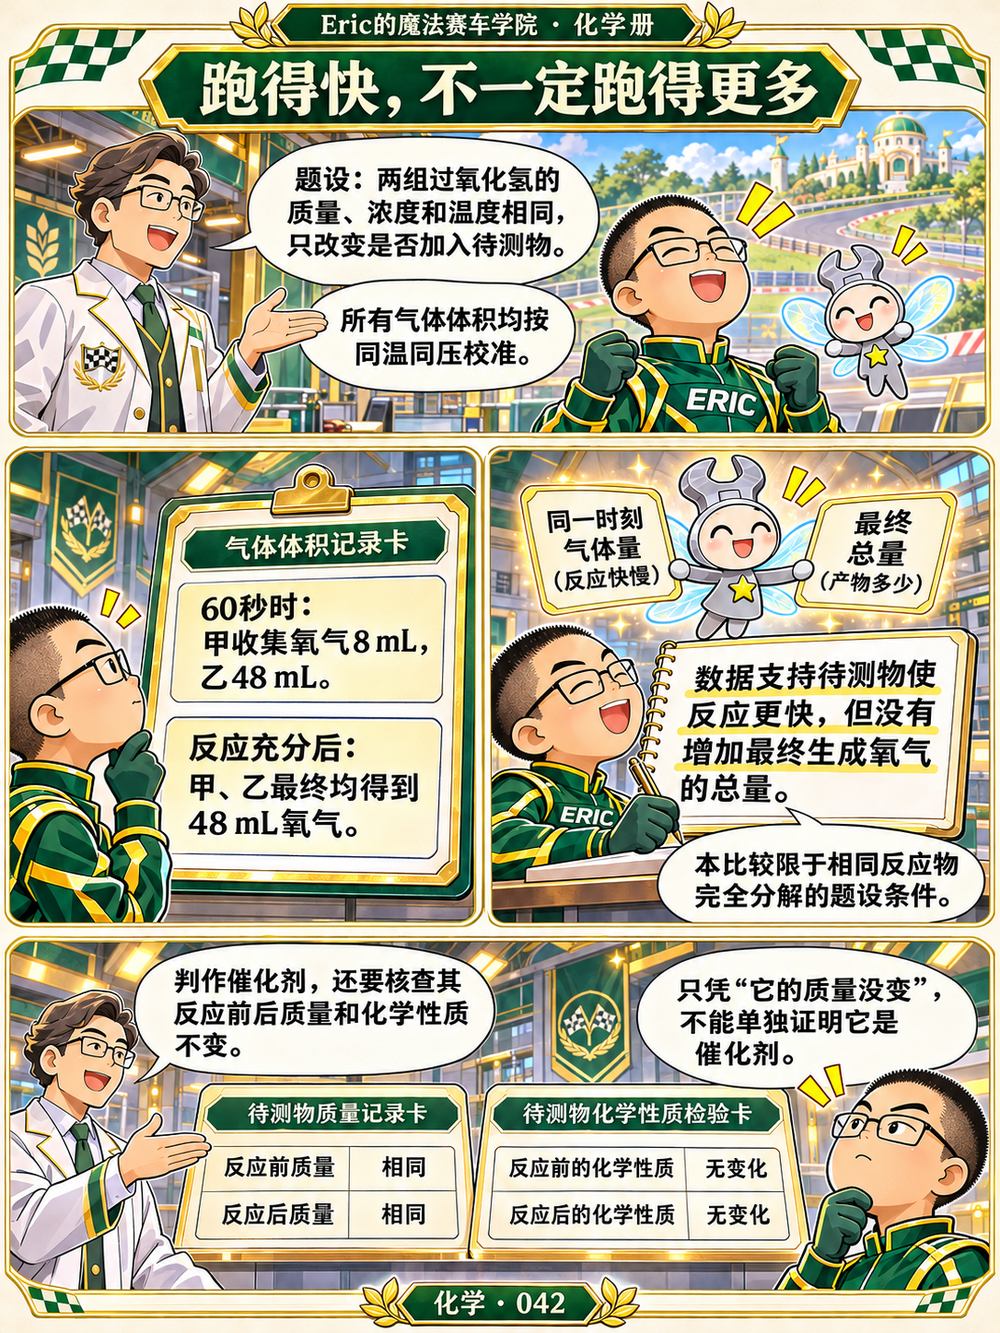 Eric的魔法赛车学院 · 化学册
跑得快，不一定跑得更多
题设：两组过氧化氢的
质量、浓度和温度相同，
只改变是否加入待测物。
所有气体体积均按
同温同压校准。
ERIC
气体体积记录卡
60秒时：
甲收集氧气8 mL，
乙48 mL。
反应充分后：
甲、乙最终均得到
48 mL氧气。
同一时刻
气体量
（反应快慢）
最终
总量
（产物多少）
数据支持待测物使
反应更快，但没有
增加最终生成氧气
的总量。
ERIC
本比较限于相同反应物
完全分解的题设条件。
判作催化剂，还要核查其
反应前后质量和化学性质
不变。
只凭“它的质量没变”，
不能单独证明它是
催化剂。
待测物质量记录卡
反应前质量 相同
反应后质量 相同
待测物化学性质检验卡
反应前的化学性质 无变化
反应后的化学性质 无变化
化学 · 042